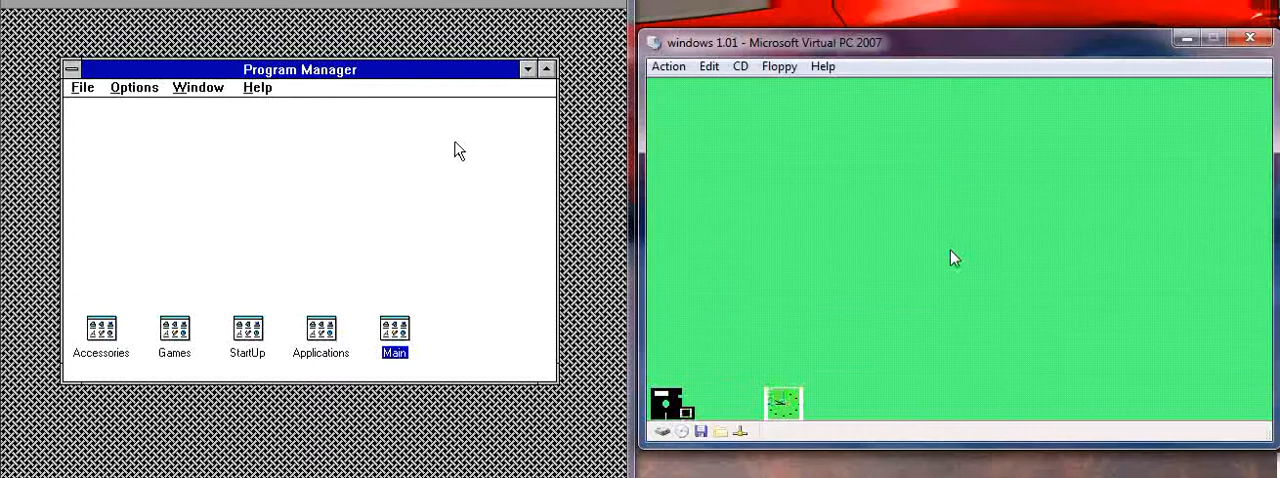 Program Manager
File Options Window Help
Accessories Games StartUp Applications Main
windows 1.01 - Microsoft Virtual PC 2007
Action Edit CD Floppy Help